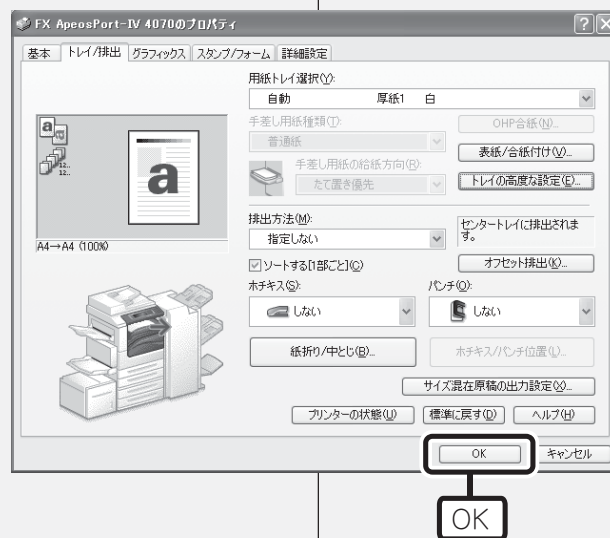 FX ApeosPort-IV 4070のプロパティ
基本 トレイ/排出 グラフィックス スタンプ/フォーム 詳細設定
用紙トレイ選択(Y):
自動 厚紙1 白
手差し用紙種類(T):
普通紙
OHP合紙(N)...
表紙/合紙付け(V)...
手差し用紙の給紙方向(R):
たて置き優先
トレイの高度な設定(E)...
A4→A4 (100%)
排出方法(M):
指定しない
センタートレイに排出されます。
ソートする[1部ごと](C)
オフセット排出(K)...
ホチキス(S):
しない
パンチ(O):
しない
紙折り/中とじ(B)...
ホチキス/パンチ位置(L)...
サイズ混在原稿の出力設定(X)...
プリンターの状態(U)
標準に戻す(D)
ヘルプ(H)
OK
キャンセル
OK